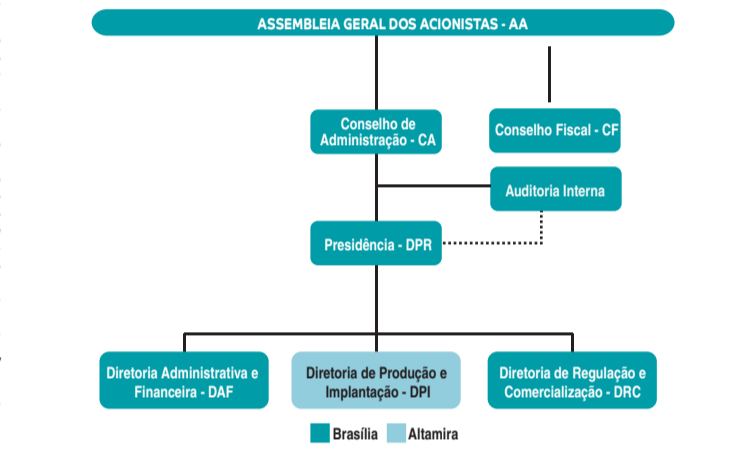 ASSEMBLEIA GERAL DOS ACIONISTAS - AA
Conselho de
Administração - CA
Conselho Fiscal - CF
Auditoria Interna
Presidência - DPR
Diretoria Administrativa e
Financeira - DAF
Diretoria de Produção e
Implantação - DPI
Diretoria de Regulação e
Comercialização - DRC
Brasília
Altamira